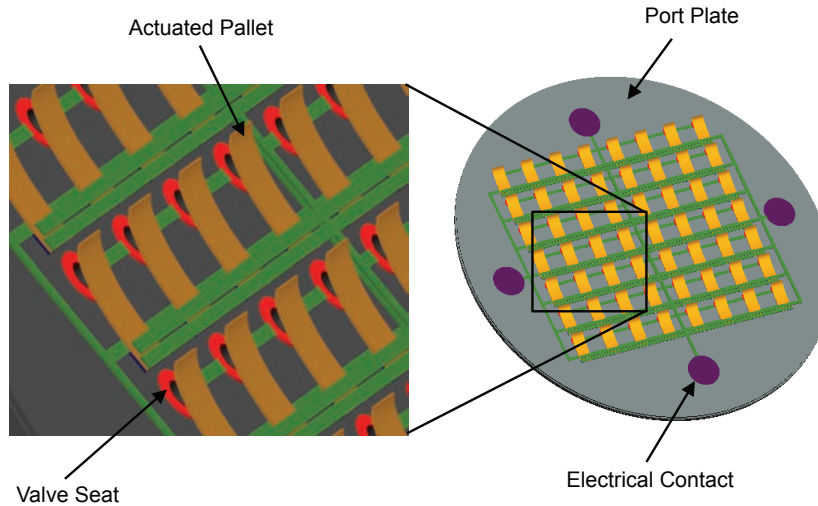 Port Plate
Actuated Pallet
Electrical Contact
Valve Seat